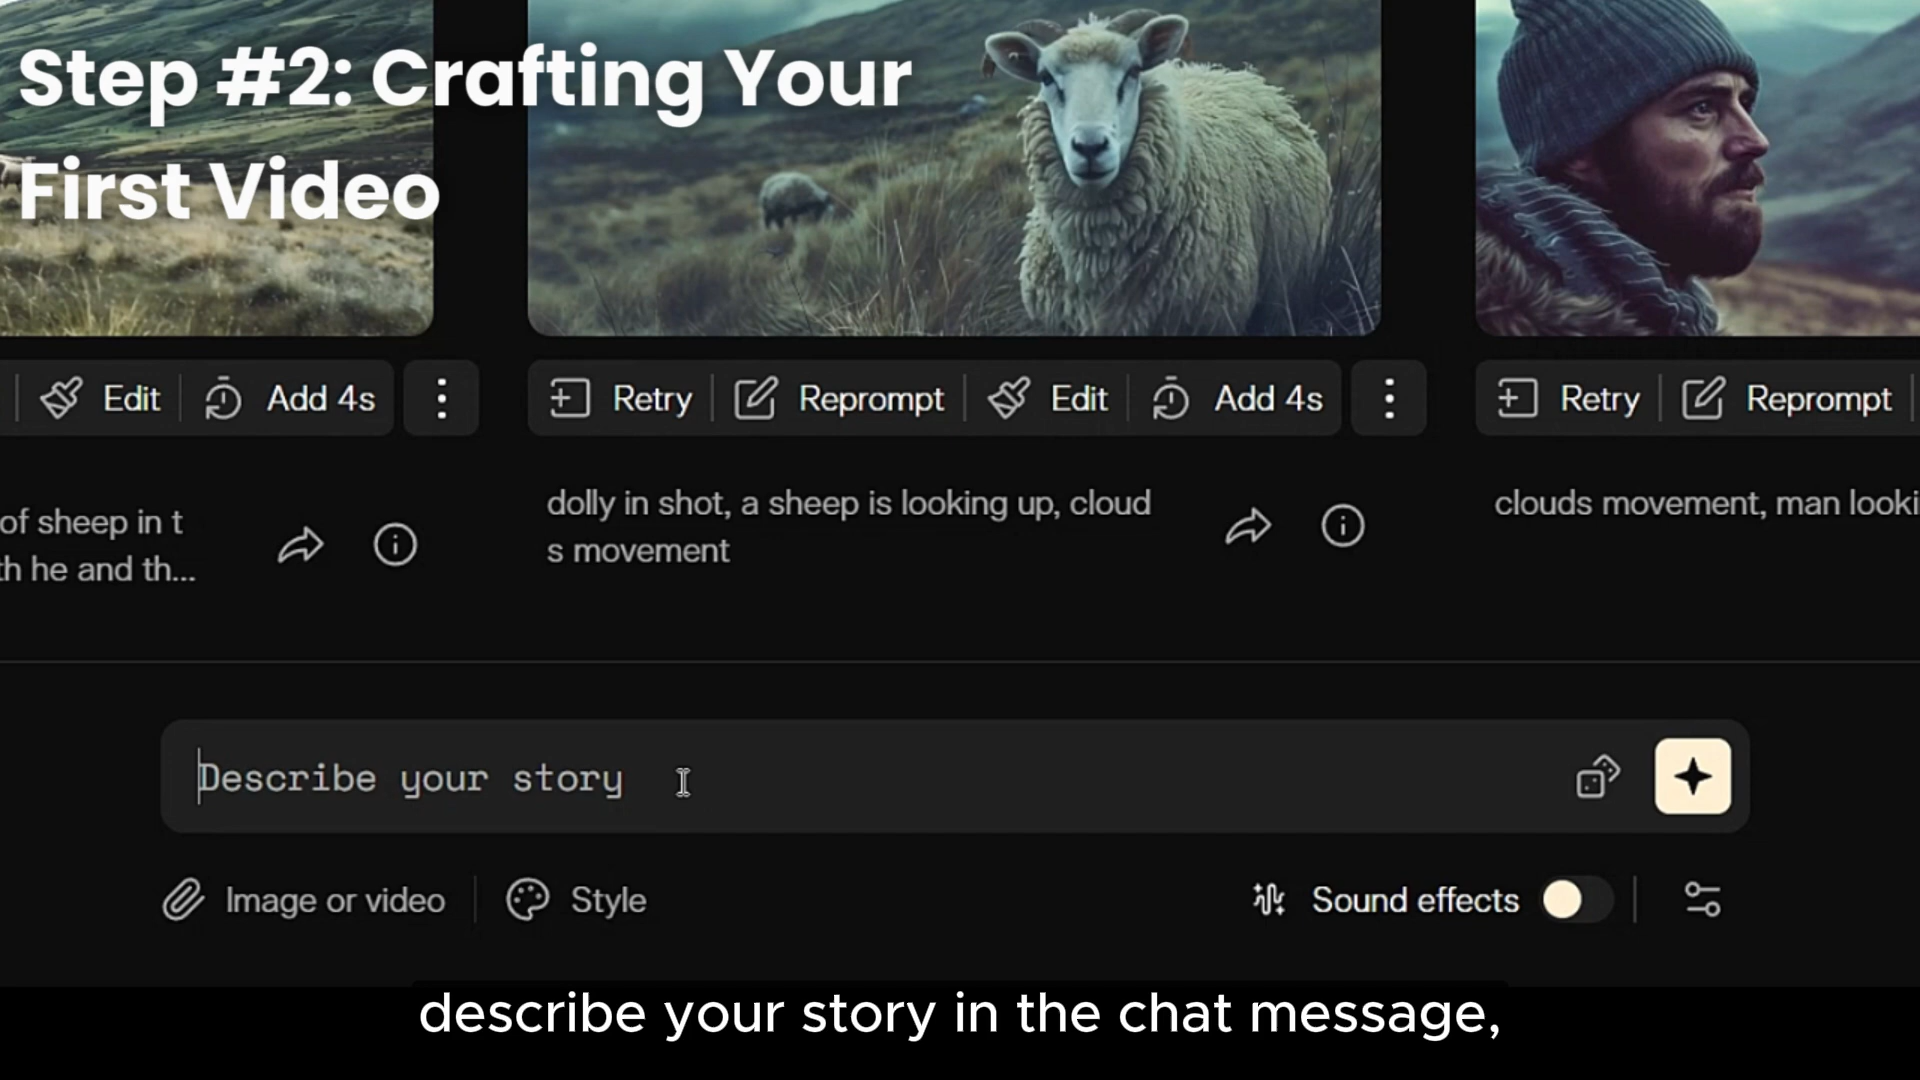 Step #2: Crafting Your
First Video
Edit
Add 4s
Retry
Reprompt
Edit
Add 4s
Retry
Reprompt
of sheep in t
th he and th...
dolly in shot, a sheep is looking up, cloud
s movement
clouds movement, man looki
Describe your story
Image or video
Style
Sound effects
describe your story in the chat message,